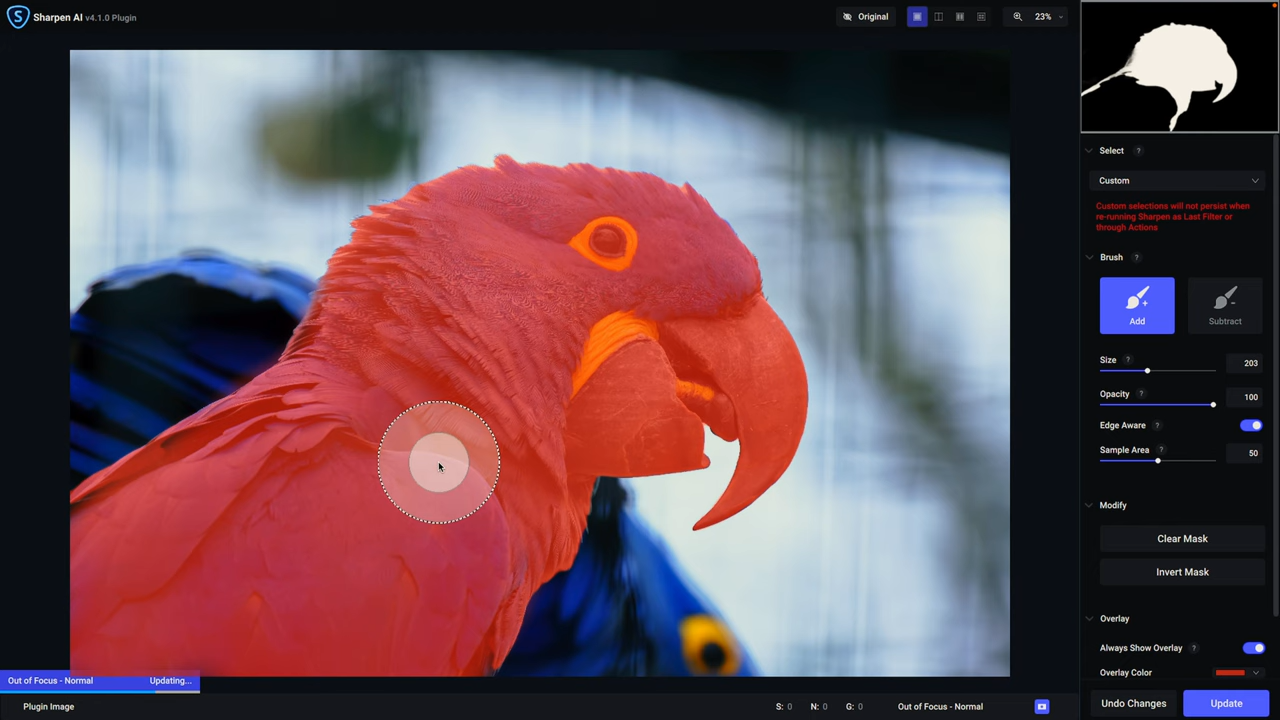 Sharpen AI v4.1.0 Plugin
Original
23%
Select ?
Custom
Custom selections will not persist when
re-running Sharpen as Last Filter or
through Actions
Brush ?
Add
Subtract
Size ?
203
Opacity ?
100
Edge Aware ?
Sample Area ?
50
Modify
Clear Mask
Invert Mask
Overlay
Always Show Overlay ?
Overlay Color
Out of Focus - Normal Updating...
Plugin Image
S: 0 N: 0 G: 0 Out of Focus - Normal
Undo Changes
Update